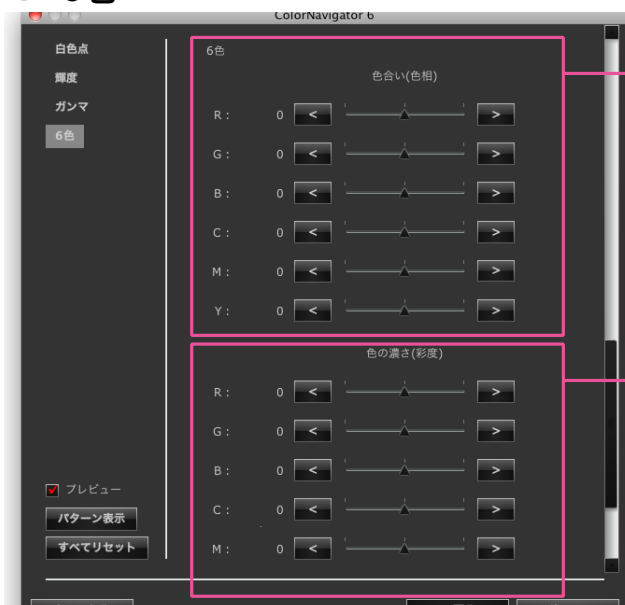 ColorNavigator 6
白色点
輝度
ガンマ
6色
6色
色合い(色相)
R : 0 < >
G : 0 < >
B : 0 < >
C : 0 < >
M : 0 < >
Y : 0 < >
色の濃さ(彩度)
R : 0 < >
G : 0 < >
B : 0 < >
C : 0 < >
M : 0 < >
プレビュー
パターン表示
すべてリセット